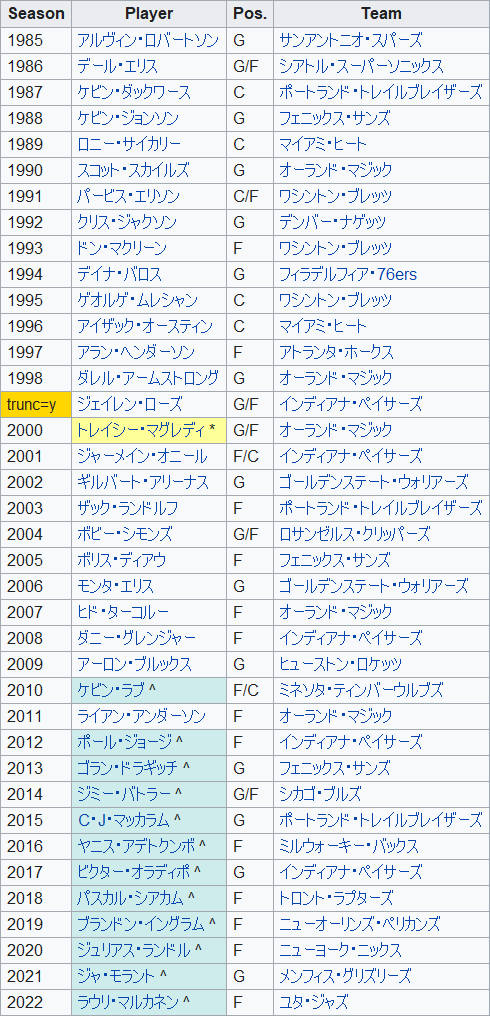 Season Player Pos. Team
1985 アルヴィン・ロバートソン G サンアントニオ・スパーズ
1986 デール・エリス G/F シアトル・スーパーソニックス
1987 ケビン・ダックワース C ポートランド・トレイルブレイザーズ
1988 ケビン・ジョンソン G フェニックス・サンズ
1989 ロニー・サイカリー C マイアミ・ヒート
1990 スコット・スカイルズ G オーランド・マジック
1991 パービス・エリソン C/F ワシントン・ブレッツ
1992 クリス・ジャクソン G デンバー・ナゲッツ
1993 ドン・マクリーン F ワシントン・ブレッツ
1994 デイナ・バロス G フィラデルフィア・76ers
1995 ゲオルゲ・ムレシャン C ワシントン・ブレッツ
1996 アイザック・オースティン C マイアミ・ヒート
1997 アラン・ヘンダーソン F アトランタ・ホークス
1998 ダレル・アームストロング G オーランド・マジック
trunc=y ジェイレン・ローズ G/F インディアナ・ペイサーズ
2000 トレイシー・マグレディ * G/F オーランド・マジック
2001 ジャーメイン・オニール F/C インディアナ・ペイサーズ
2002 ギルバート・アリーナス G ゴールデンステート・ウォリアーズ
2003 ザック・ランドルフ F ポートランド・トレイルブレイザーズ
2004 ボビー・シモンズ G/F ロサンゼルス・クリッパーズ
2005 ボリス・ディアウ F フェニックス・サンズ
2006 モンタ・エリス G ゴールデンステート・ウォリアーズ
2007 ヒド・ターコルー F オーランド・マジック
2008 ダニー・グレンジャー F インディアナ・ペイサーズ
2009 アーロン・ブルックス G ヒューストン・ロケッツ
2010 ケビン・ラブ ^ F/C ミネソタ・ティンバーウルブズ
2011 ライアン・アンダーソン F オーランド・マジック
2012 ポール・ジョージ ^ F インディアナ・ペイサーズ
2013 ゴラン・ドラギッチ ^ G フェニックス・サンズ
2014 ジミー・バトラー ^ G/F シカゴ・ブルズ
2015 C・J・マッカラム ^ G ポートランド・トレイルブレイザーズ
2016 ヤニス・アデトクンボ ^ F ミルウォーキー・バックス
2017 ビクター・オラディポ ^ G インディアナ・ペイサーズ
2018 パスカル・シアカム ^ F トロント・ラプターズ
2019 ブランドン・イングラム ^ F ニューオーリンズ・ペリカンズ
2020 ジュリアス・ランドル ^ F ニューヨーク・ニックス
2021 ジャ・モラント ^ G メンフィス・グリズリーズ
2022 ラウリ・マルカネン ^ F ユタ・ジャズ